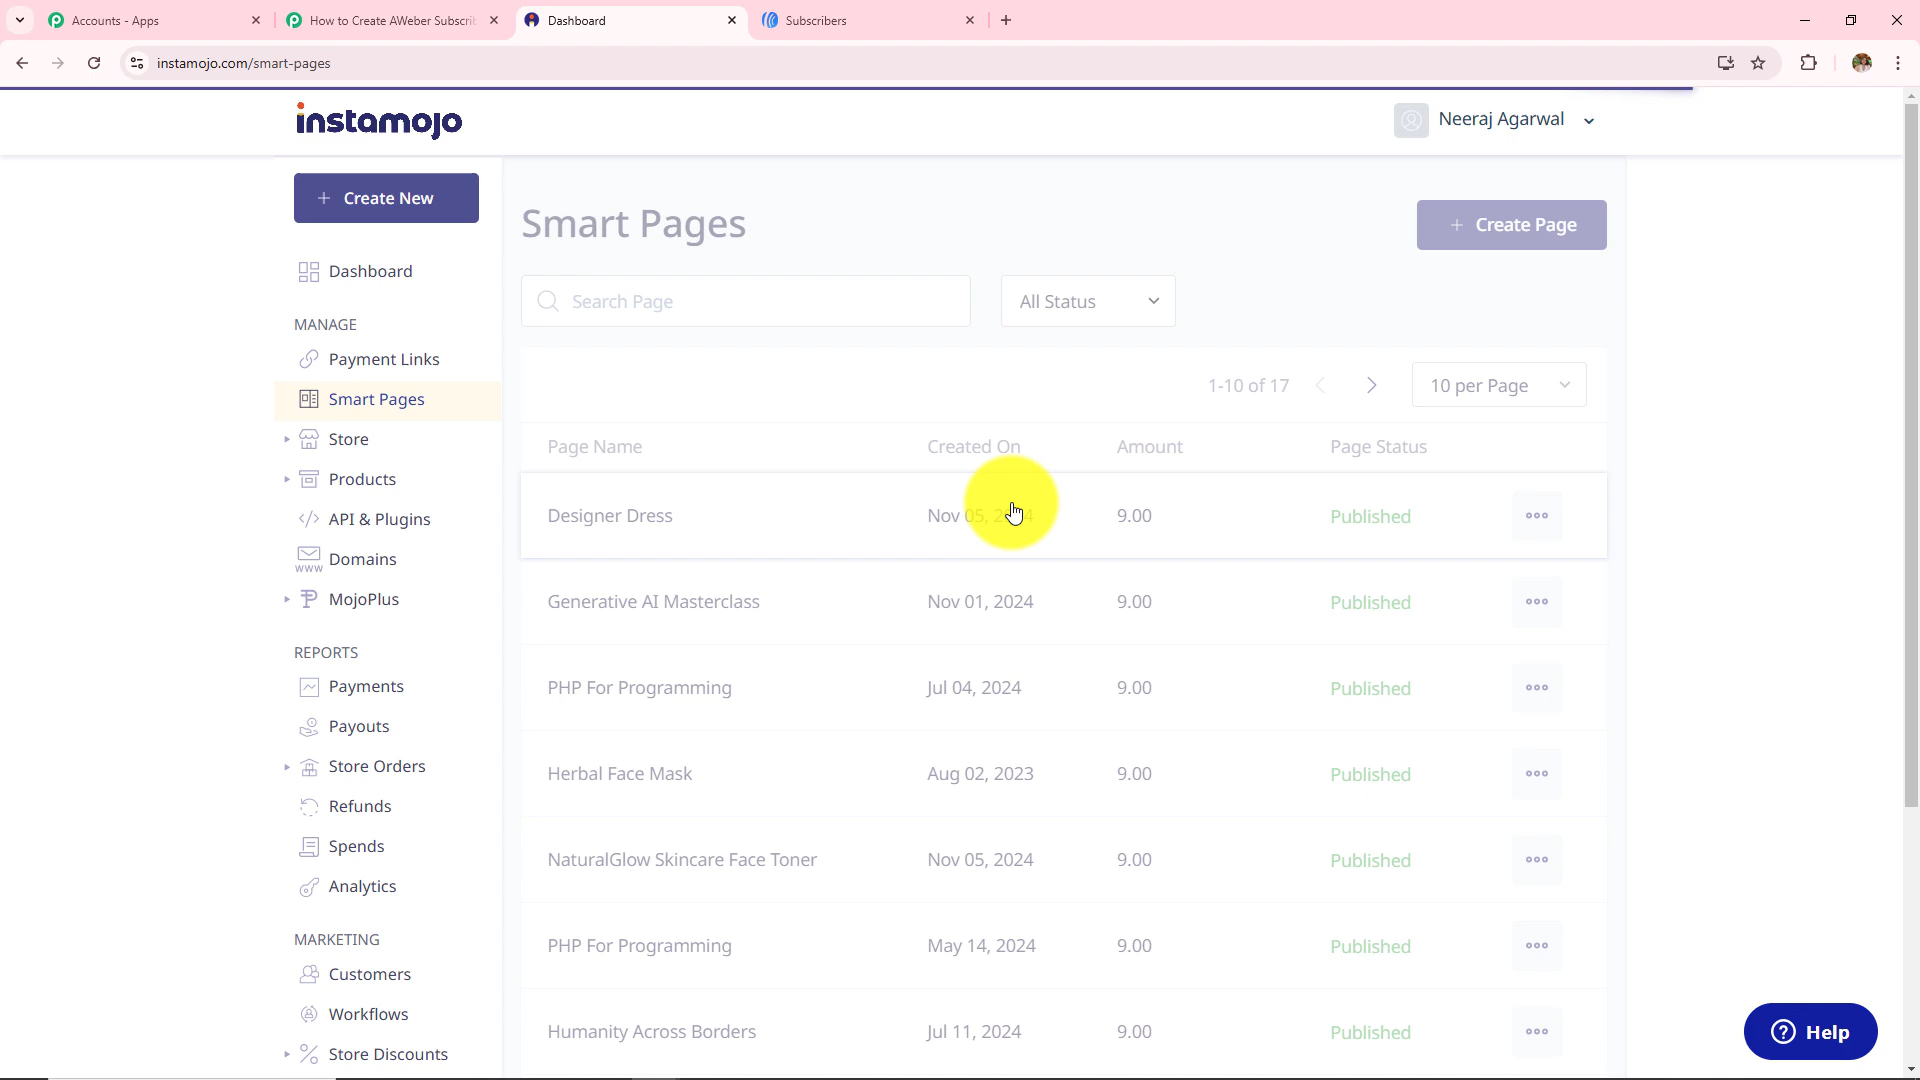 Accounts - Apps
How to Create AWeber Subscri
Dashboard
Subscribers
instamojo.com/smart-pages
instamojo
Neeraj Agarwal
+ Create New
Smart Pages
+ Create Page
Dashboard
Search Page
All Status
MANAGE
Payment Links
1-10 of 17
10 per Page
Smart Pages
Store
Page Name
Created On
Amount
Page Status
Products
API & Plugins
Designer Dress
Nov 05, 2024
9.00
Published
Domains
www
MojoPlus
Generative AI Masterclass
Nov 01, 2024
9.00
Published
REPORTS
Payments
PHP For Programming
Jul 04, 2024
9.00
Published
Payouts
Store Orders
Herbal Face Mask
Aug 02, 2023
9.00
Published
Refunds
Spends
NaturalGlow Skincare Face Toner
Nov 05, 2024
9.00
Published
Analytics
MARKETING
PHP For Programming
May 14, 2024
9.00
Published
Customers
Workflows
Humanity Across Borders
Jul 11, 2024
9.00
Published
Store Discounts
Help